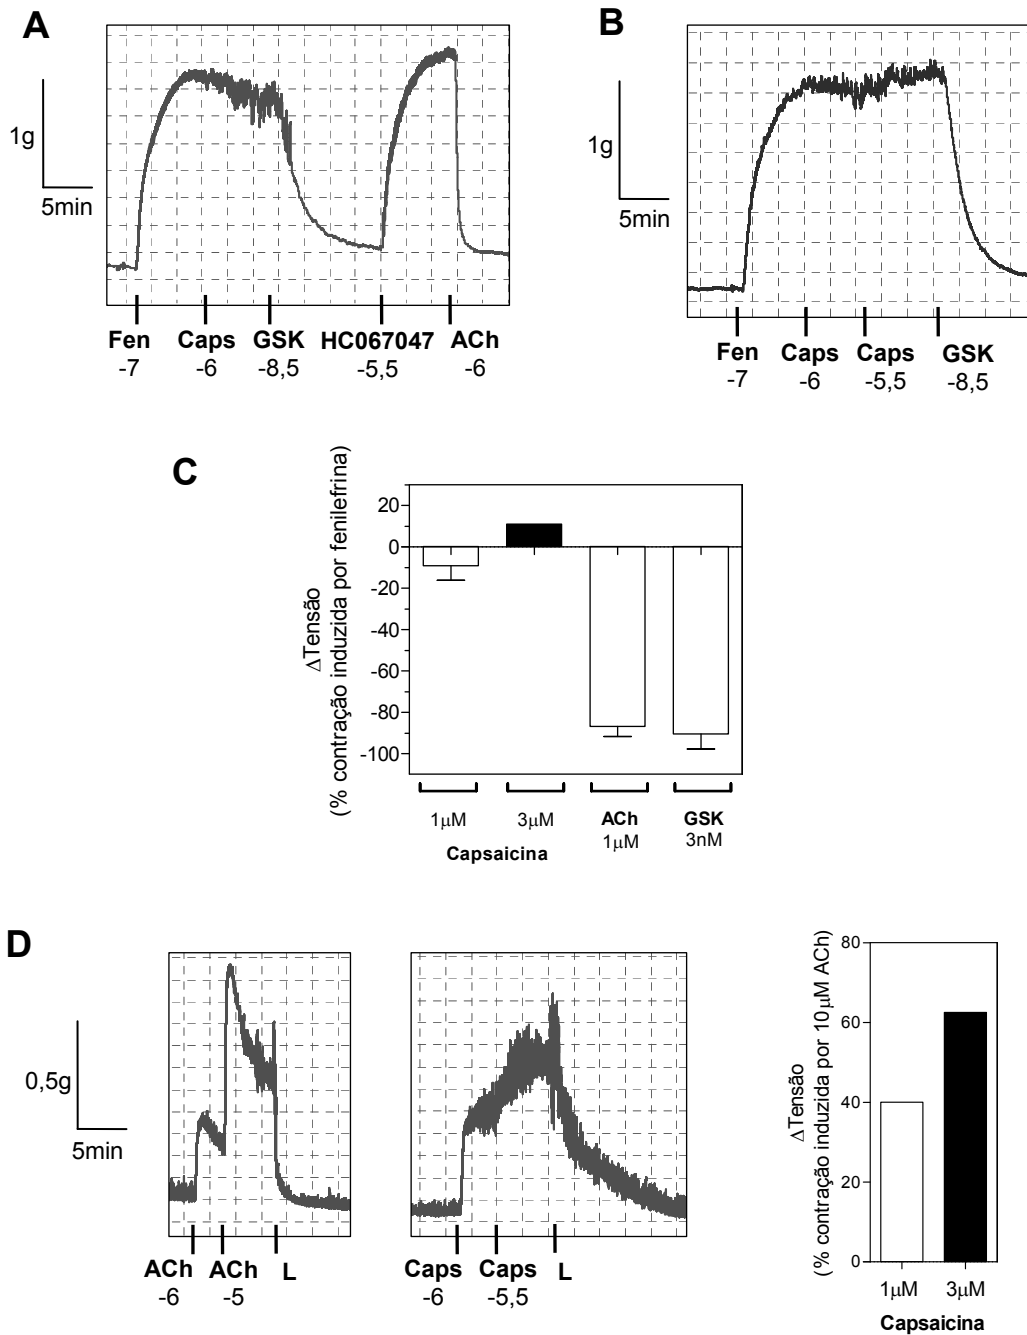 A
1g
5min
Fen Caps GSK HC067047 ACh
-7 -6 -8,5 -5,5 -6
B
1g
5min
Fen Caps Caps GSK
-7 -6 -5,5 -8,5
C
ΔTensão
(% contração induzida por fenilefrina)
20
0
-20
-40
-60
-80
-100
1μM 3μM ACh GSK
1μM 3nM
Capsaicina
D
0,5g
5min
ACh ACh L
-6 -5
Caps Caps L
-6 -5,5
ΔTensão
(% contração induzida por 10μM ACh)
80
60
40
20
0
1μM 3μM
Capsaicina